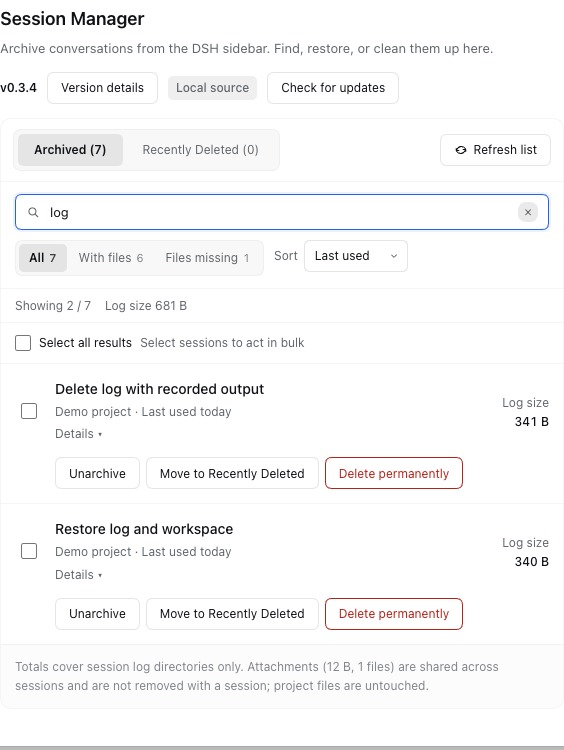 Session Manager
Archive conversations from the DSH sidebar. Find, restore, or clean them up here.
v0.3.4 Version details Local source Check for updates
Archived (7) Recently Deleted (0) Refresh list
log
All 7 With files 6 Files missing 1 Sort Last used
Showing 2 / 7 Log size 681 B
Select all results Select sessions to act in bulk
Delete log with recorded output
Demo project · Last used today
Details
Log size
341 B
Unarchive Move to Recently Deleted Delete permanently
Restore log and workspace
Demo project · Last used today
Details
Log size
340 B
Unarchive Move to Recently Deleted Delete permanently
Totals cover session log directories only. Attachments (12 B, 1 files) are shared across
sessions and are not removed with a session; project files are untouched.